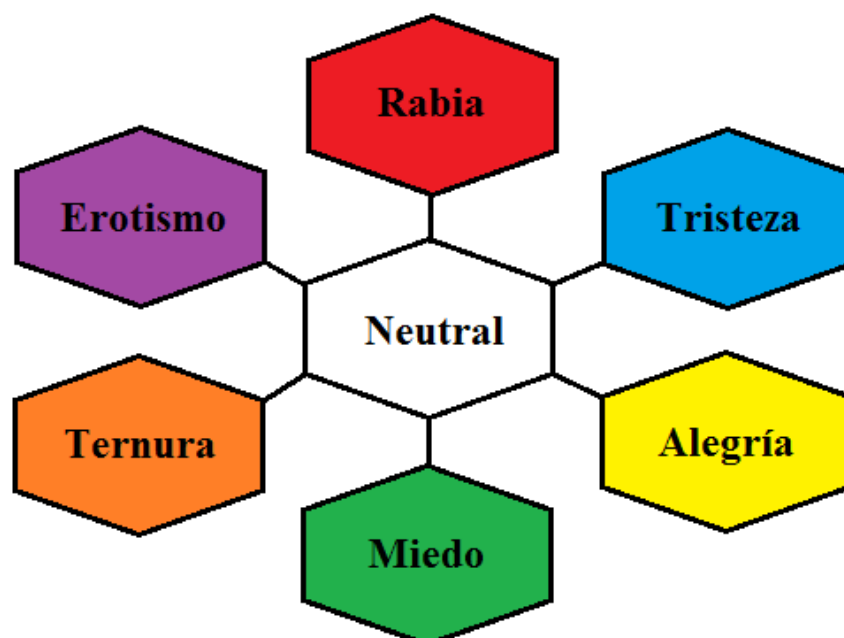 Rabia
Erotismo
Tristeza
Neutral
Ternura
Alegría
Miedo